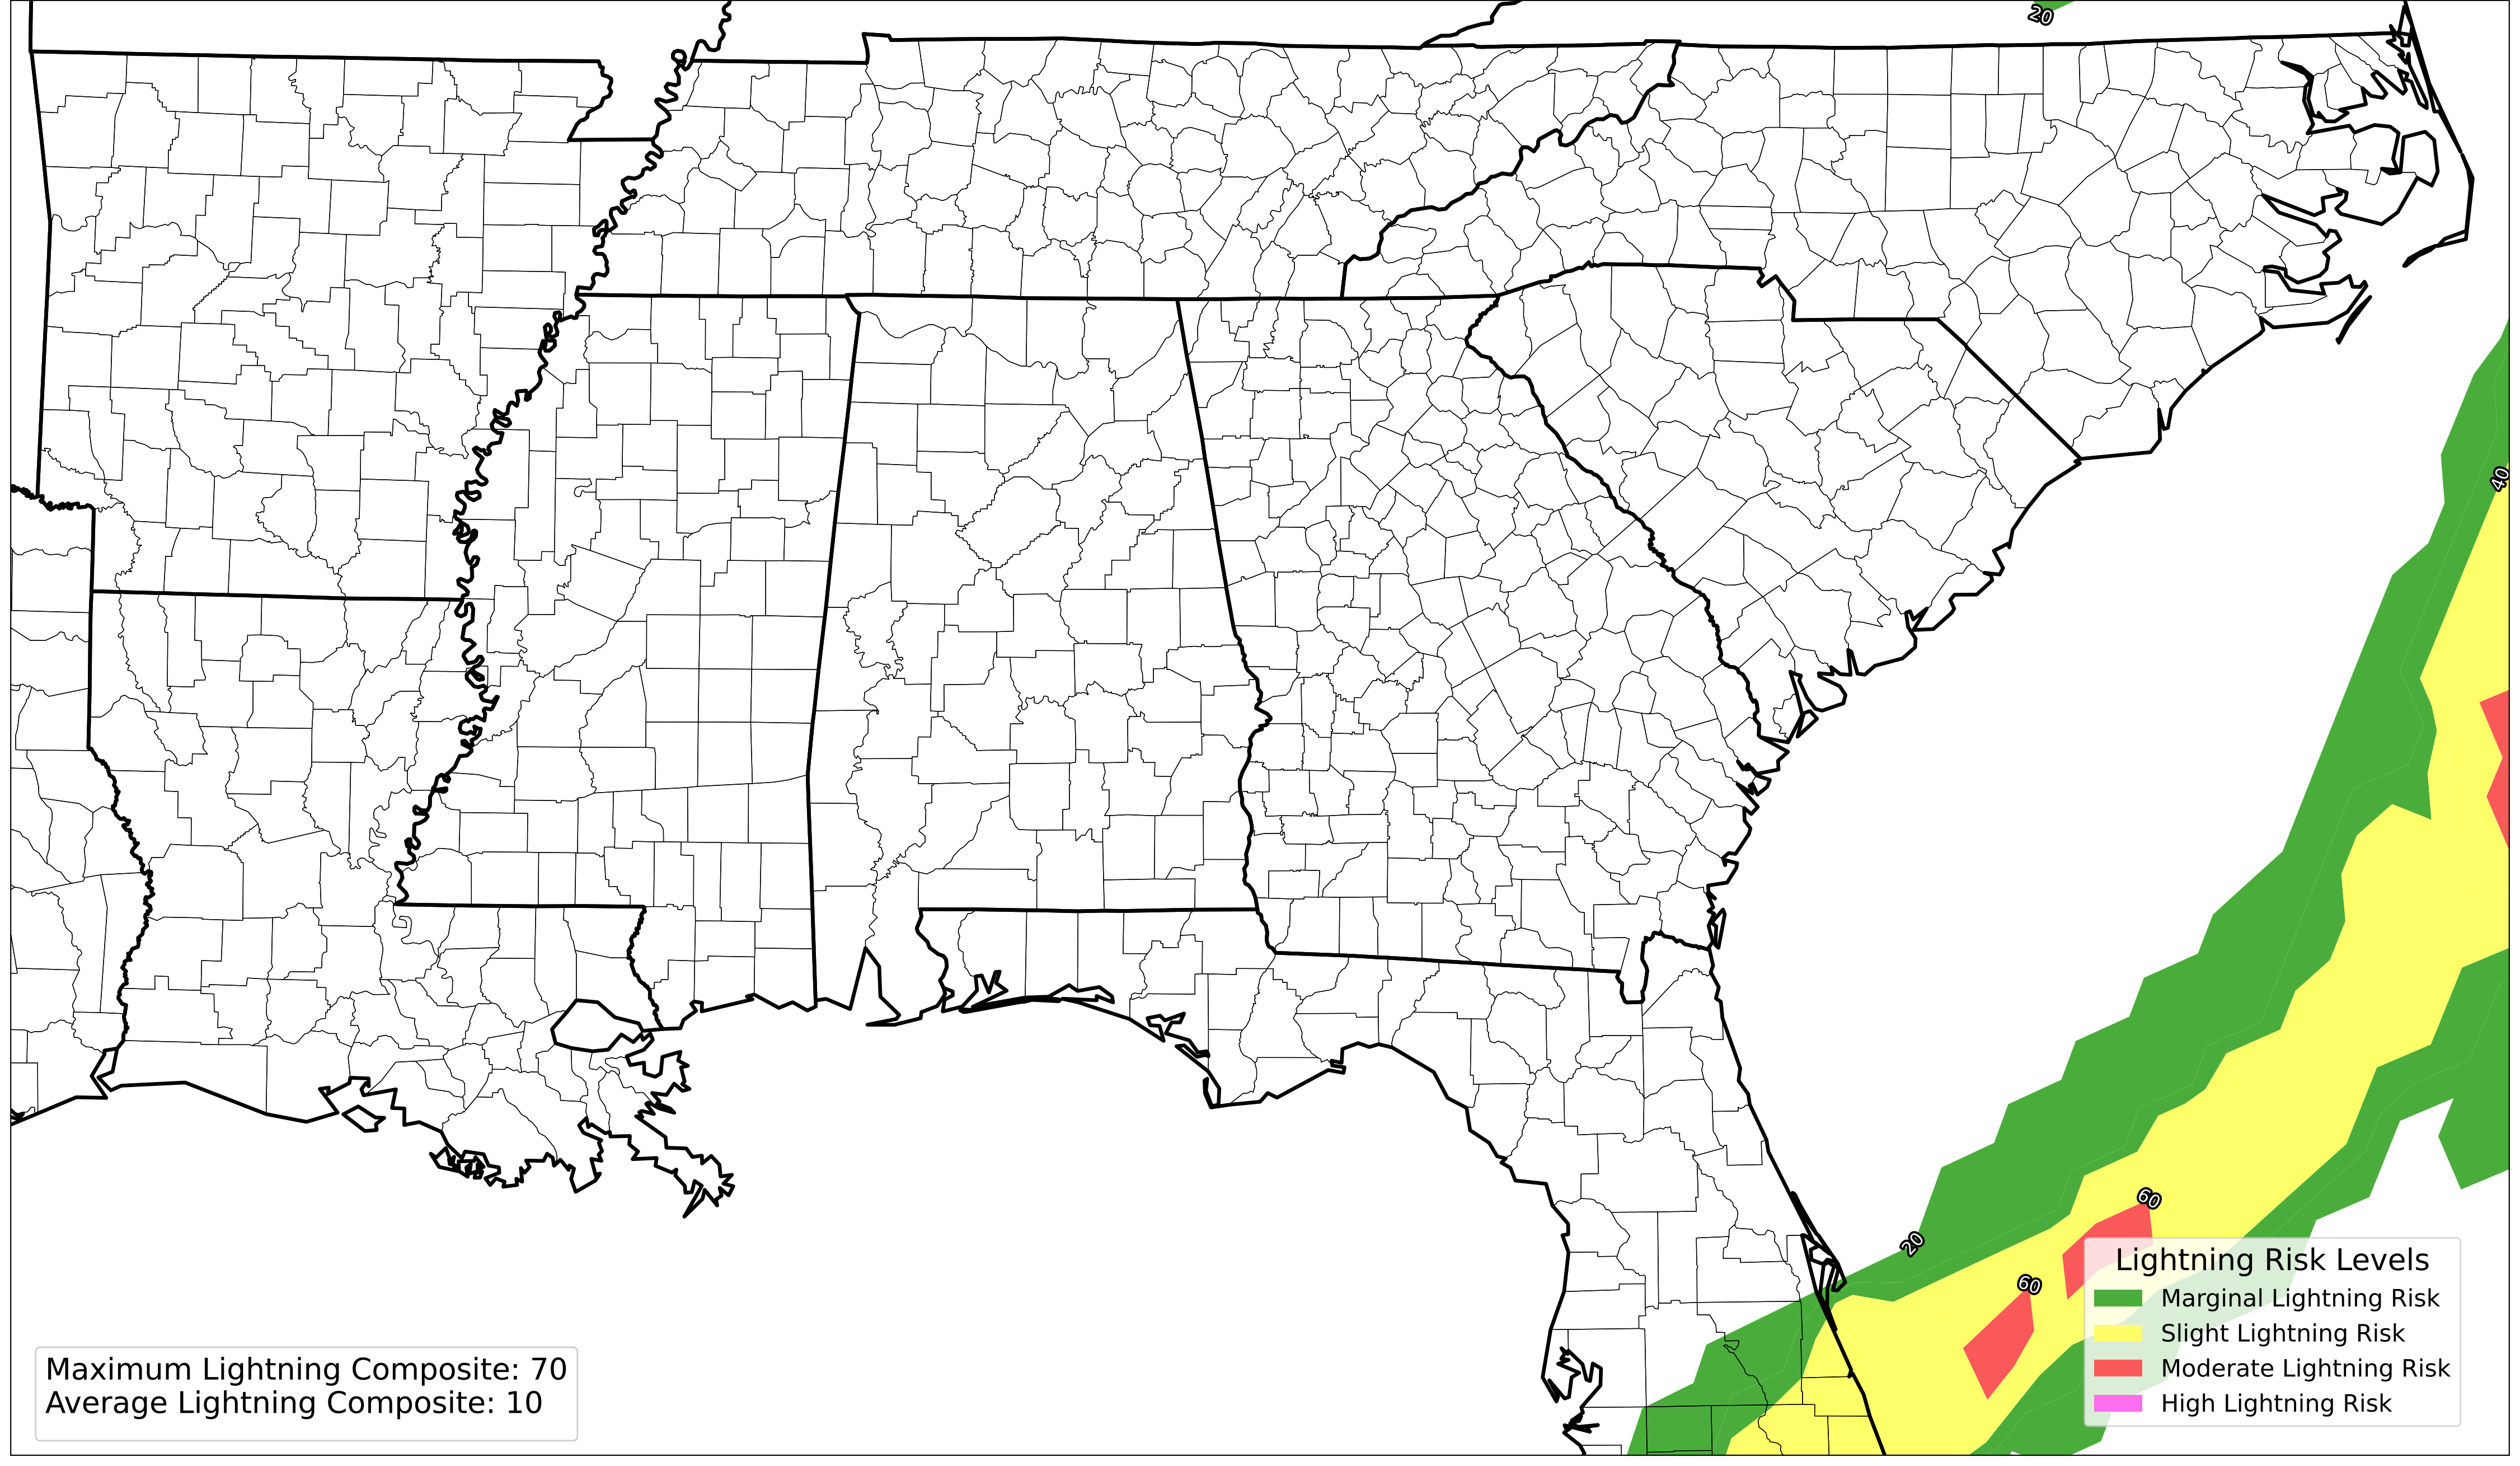 20
40
60
20
60
Lightning Risk Levels
Marginal Lightning Risk
Slight Lightning Risk
Moderate Lightning Risk
High Lightning Risk
Maximum Lightning Composite: 70
Average Lightning Composite: 10